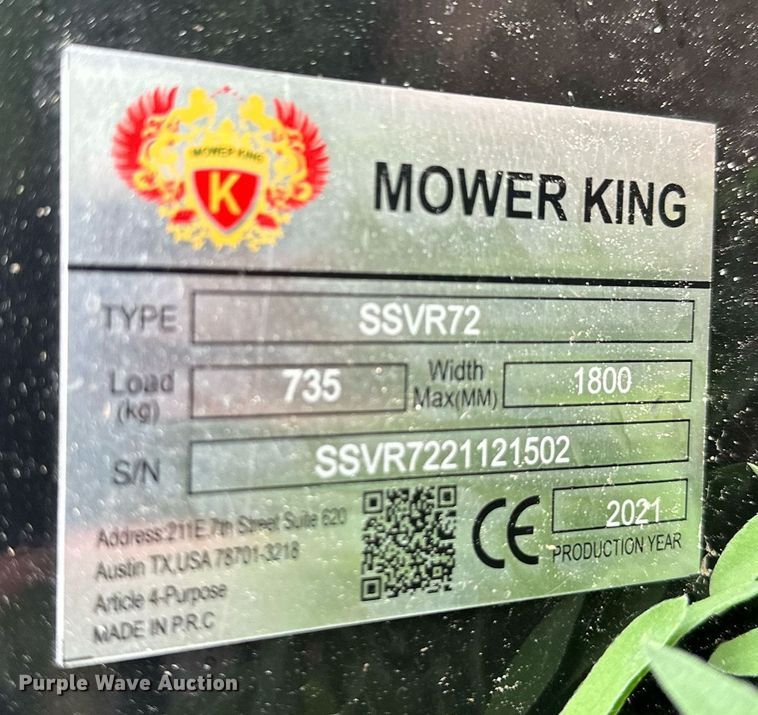 MOWER KING
K
MOWER KING
TYPE SSVR72
Load (kg) 735 Width Max(MM) 1800
S/N SSVR7221121502
Address:211E.7th Street Suite 620
Austin TX,USA 78701-3218
Article 4-Purpose
MADE IN P.R.C
CE
2021
PRODUCTION YEAR
Purple Wave Auction